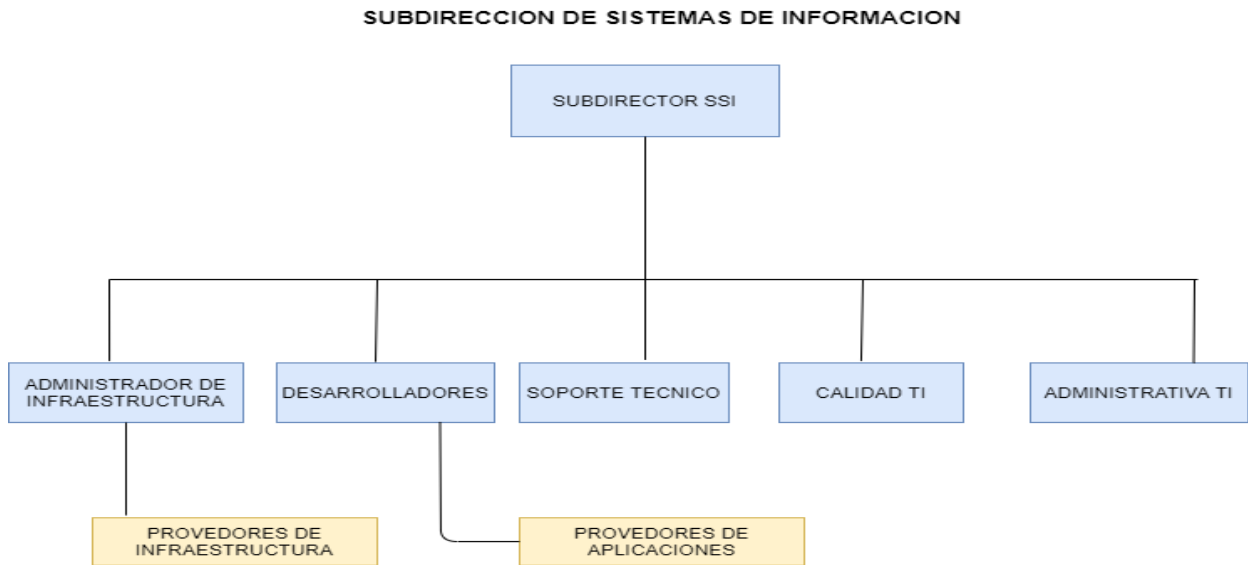 SUBDIRECCION DE SISTEMAS DE INFORMACION
SUBDIRECTOR SSI
ADMINISTRADOR DE
INFRAESTRUCTURA
DESARROLLADORES
SOPORTE TECNICO
CALIDAD TI
ADMINISTRATIVA TI
PROVEDORES DE
INFRAESTRUCTURA
PROVEDORES DE
APLICACIONES